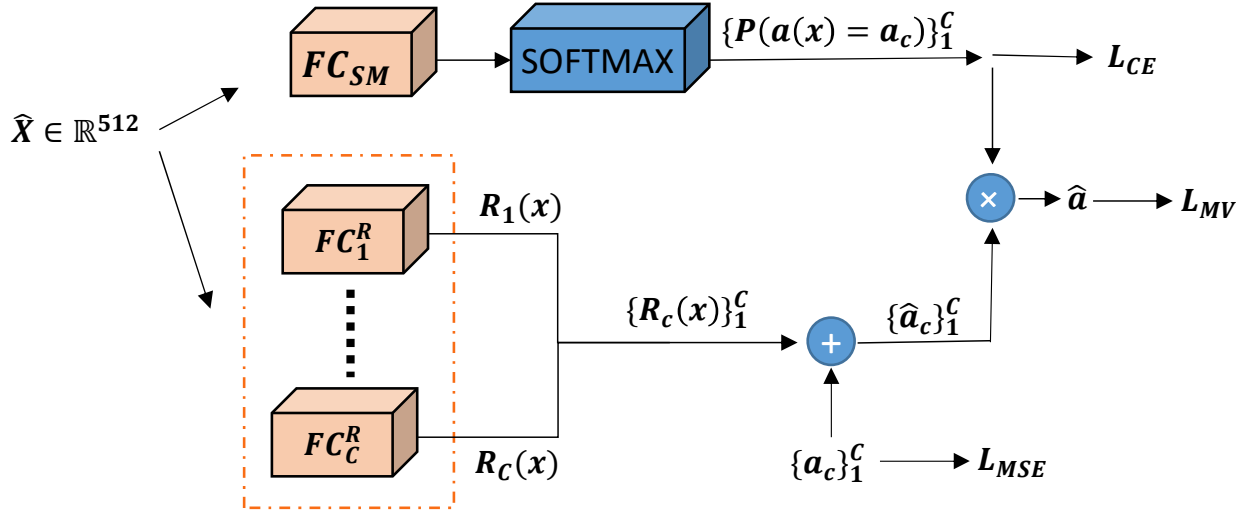 {P(a(x) = a_c)}_1^C
FC_SM
SOFTMAX
L_CE
X̂ ∈ ℝ^512
R_1(x)
×
â
L_MV
FC_1^R
{R_c(x)}_1^C
{â_c}_1^C
+
FC_C^R
R_C(x)
{a_c}_1^C
L_MSE